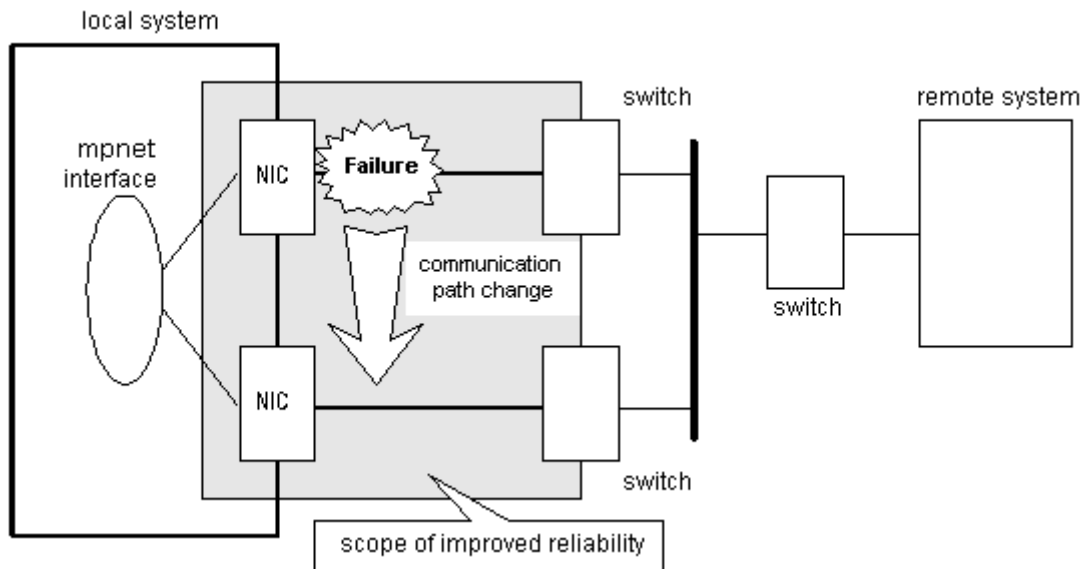 local system
switch
remote system
mpnet
interface
NIC
Failure
communication
path change
switch
NIC
switch
scope of improved reliability